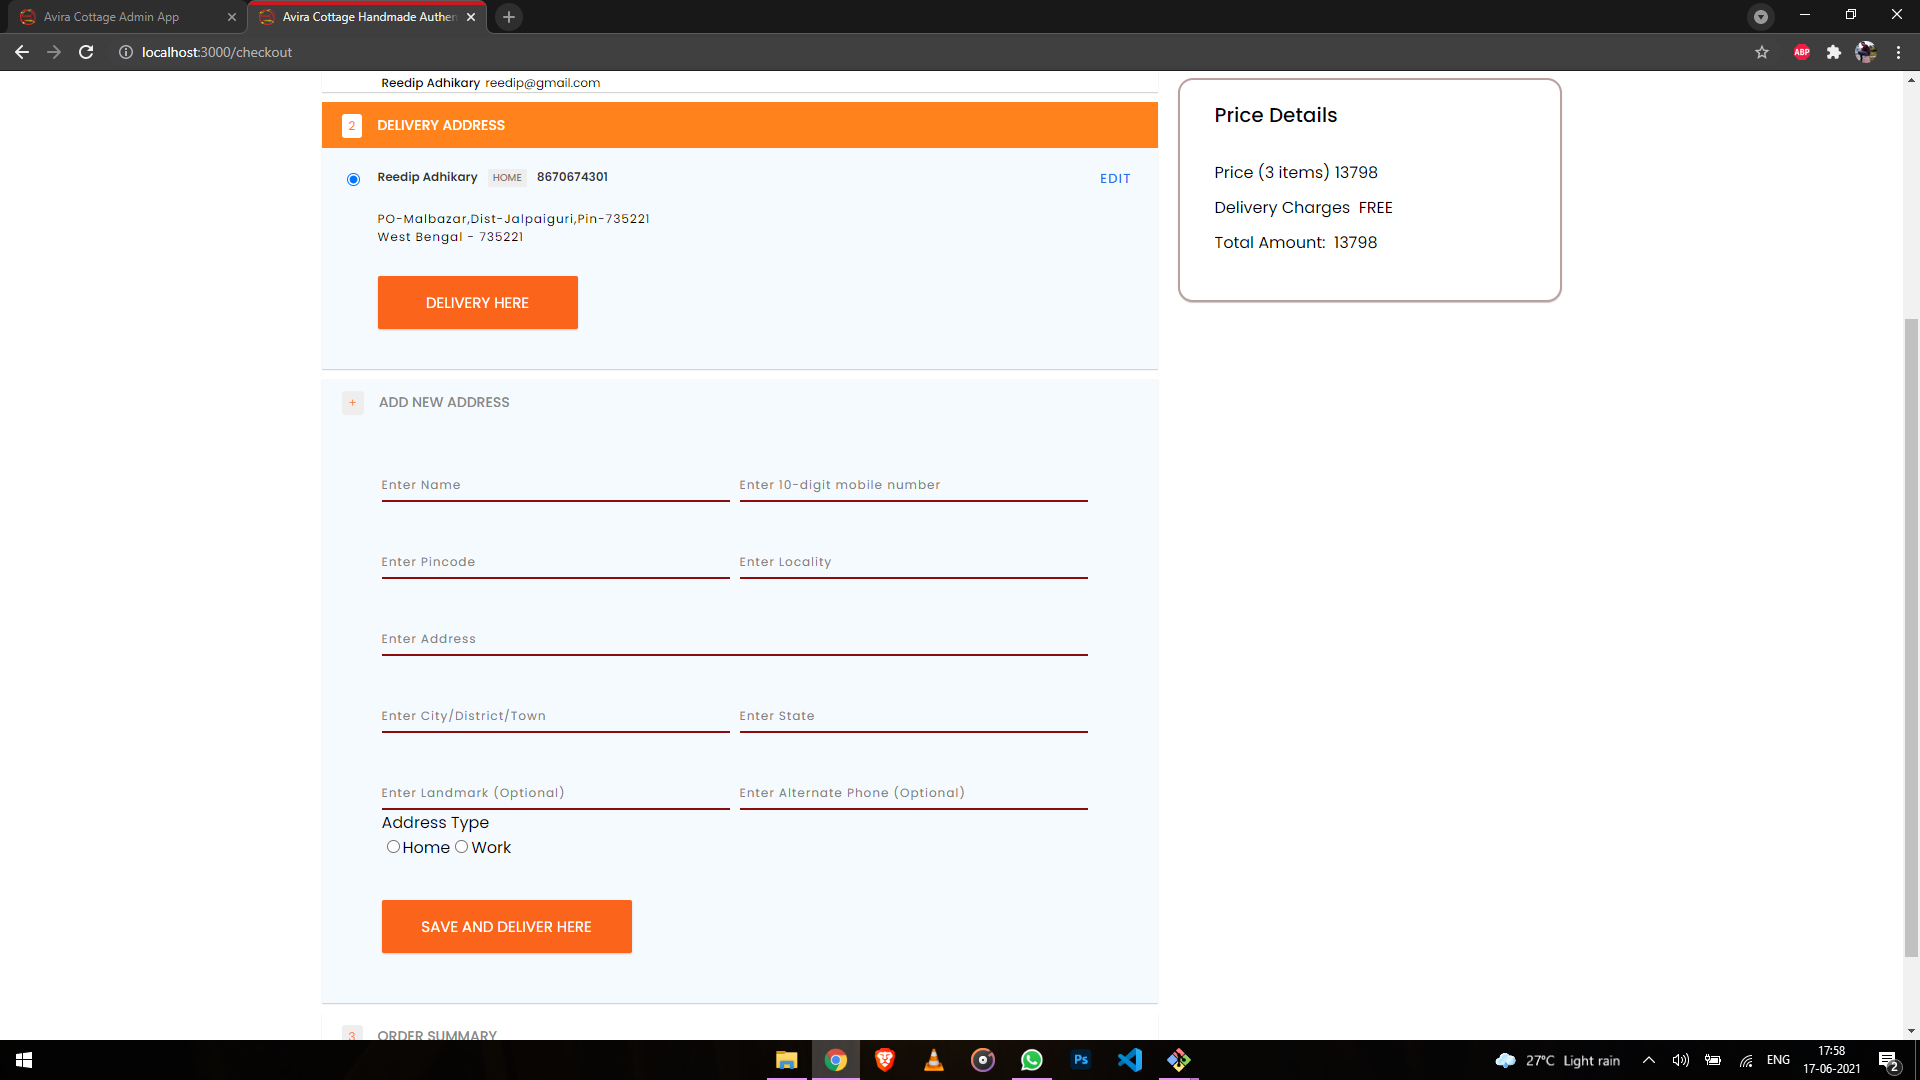 Avira Cottage Admin App
Avira Cottage Handmade Authen
localhost:3000/checkout
ABP
Reedip Adhikary reedip@gmail.com
2 DELIVERY ADDRESS
Reedip Adhikary HOME 8670674301
EDIT
PO-Malbazar,Dist-Jalpaiguri,Pin-735221
West Bengal - 735221
DELIVERY HERE
Price Details
Price (3 items) 13798
Delivery Charges FREE
Total Amount: 13798
+ ADD NEW ADDRESS
Enter Name
Enter 10-digit mobile number
Enter Pincode
Enter Locality
Enter Address
Enter City/District/Town
Enter State
Enter Landmark (Optional)
Enter Alternate Phone (Optional)
Address Type
Home Work
SAVE AND DELIVER HERE
3 ORDER SUMMARY
Ps
27°C Light rain
ENG
17:58
17-06-2021
2